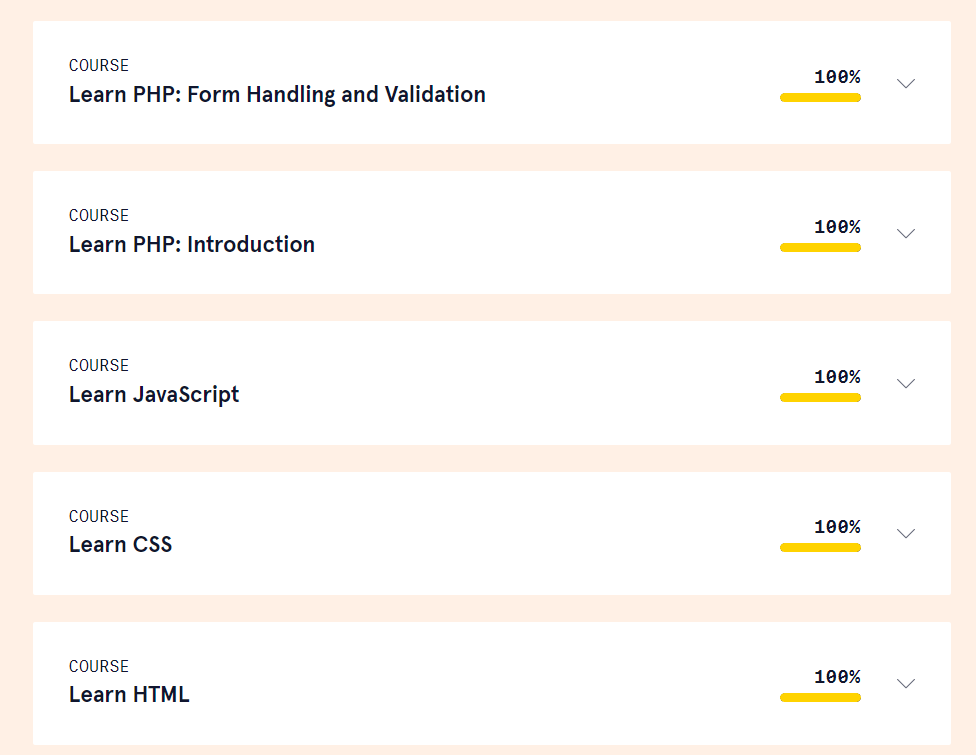 COURSE
Learn PHP: Form Handling and Validation
100%
COURSE
Learn PHP: Introduction
100%
COURSE
Learn JavaScript
100%
COURSE
Learn CSS
100%
COURSE
Learn HTML
100%